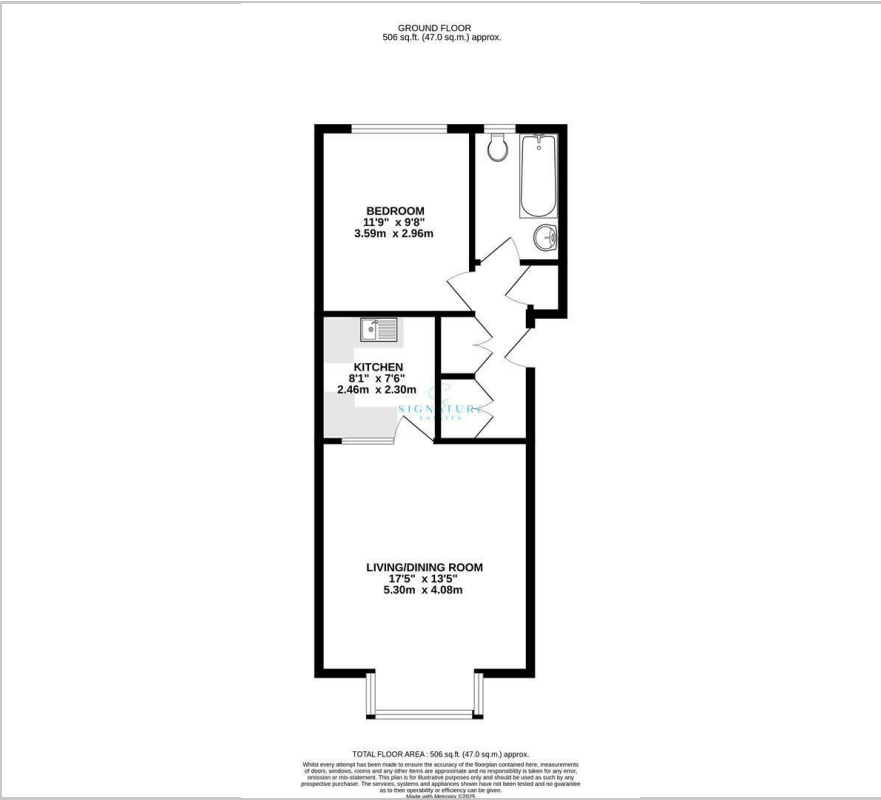 GROUND FLOOR
506 sq.ft. (47.0 sq.m.) approx.
BEDROOM
11'9" x 9'8"
3.59m x 2.96m
KITCHEN
8'1" x 7'6"
2.46m x 2.30m
SIGNATURE
ESTATES
LIVING/DINING ROOM
17'5" x 13'5"
5.30m x 4.08m
TOTAL FLOOR AREA : 506 sq.ft. (47.0 sq.m.) approx.
Whilst every attempt has been made to ensure the accuracy of the floorplan contained here, measurements
of doors, windows, rooms and any other items are approximate and no responsibility is taken for any error,
omission or mis-statement. This plan is for illustrative purposes only and should be used as such by any
prospective purchaser. The services, systems and appliances shown have not been tested and no guarantee
as to their operability or efficiency can be given.
Made with Metropix ©2025